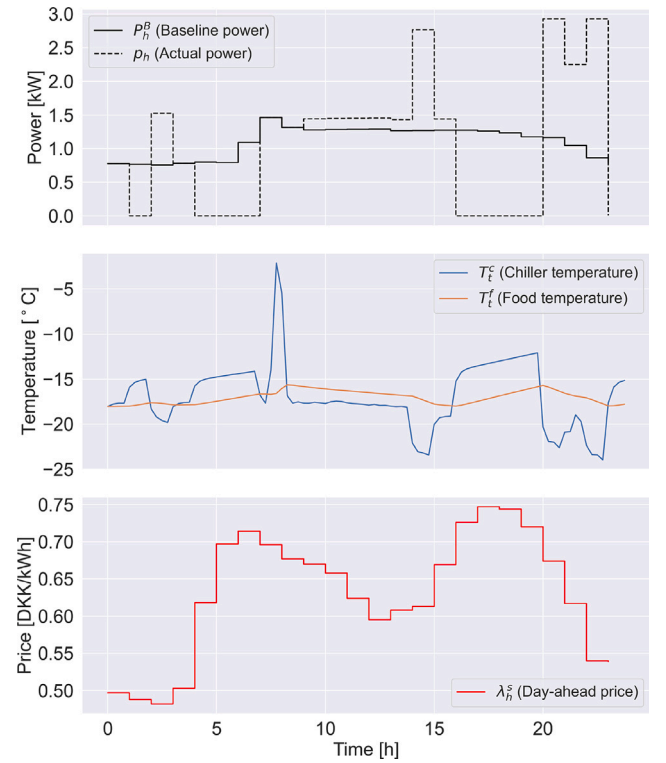 3.0
2.5
2.0
1.5
1.0
0.5
0.0
Power [kW]
P_h^B (Baseline power)
p_h (Actual power)
−5
−10
−15
−20
−25
Temperature [°C]
T_t^c (Chiller temperature)
T_t^f (Food temperature)
0.75
0.70
0.65
0.60
0.55
0.50
Price [DKK/kWh]
λ_h^s (Day-ahead price)
0 5 10 15 20
Time [h]